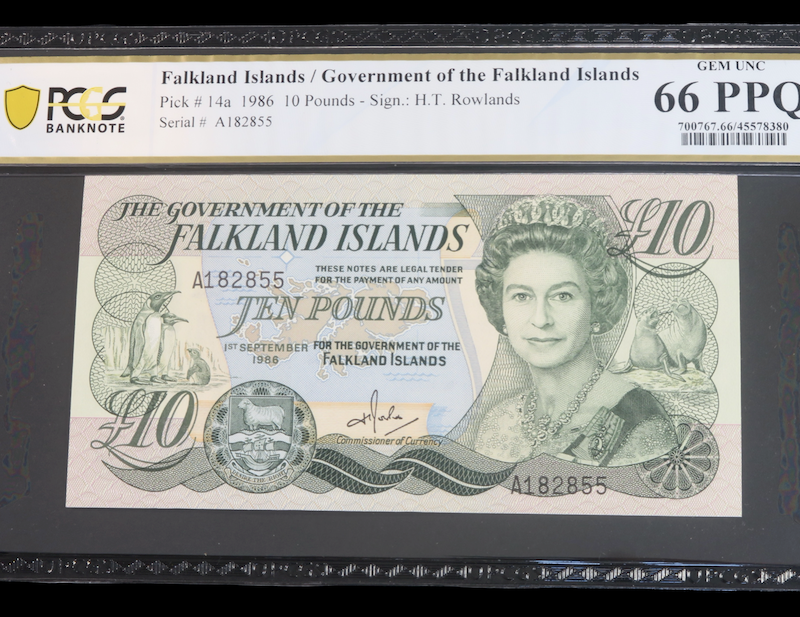 PCGS
BANKNOTE
Falkland Islands / Government of the Falkland Islands
Pick # 14a 1986 10 Pounds - Sign.: H.T. Rowlands
Serial # A182855
GEM UNC
66 PPQ
700767.66/45578380
THE GOVERNMENT OF THE
FALKLAND ISLANDS
£10
A182855
THESE NOTES ARE LEGAL TENDER
FOR THE PAYMENT OF ANY AMOUNT
TEN POUNDS
1ST SEPTEMBER
1986
FOR THE GOVERNMENT OF THE
FALKLAND ISLANDS
£10
Commissioner of Currency
A182855